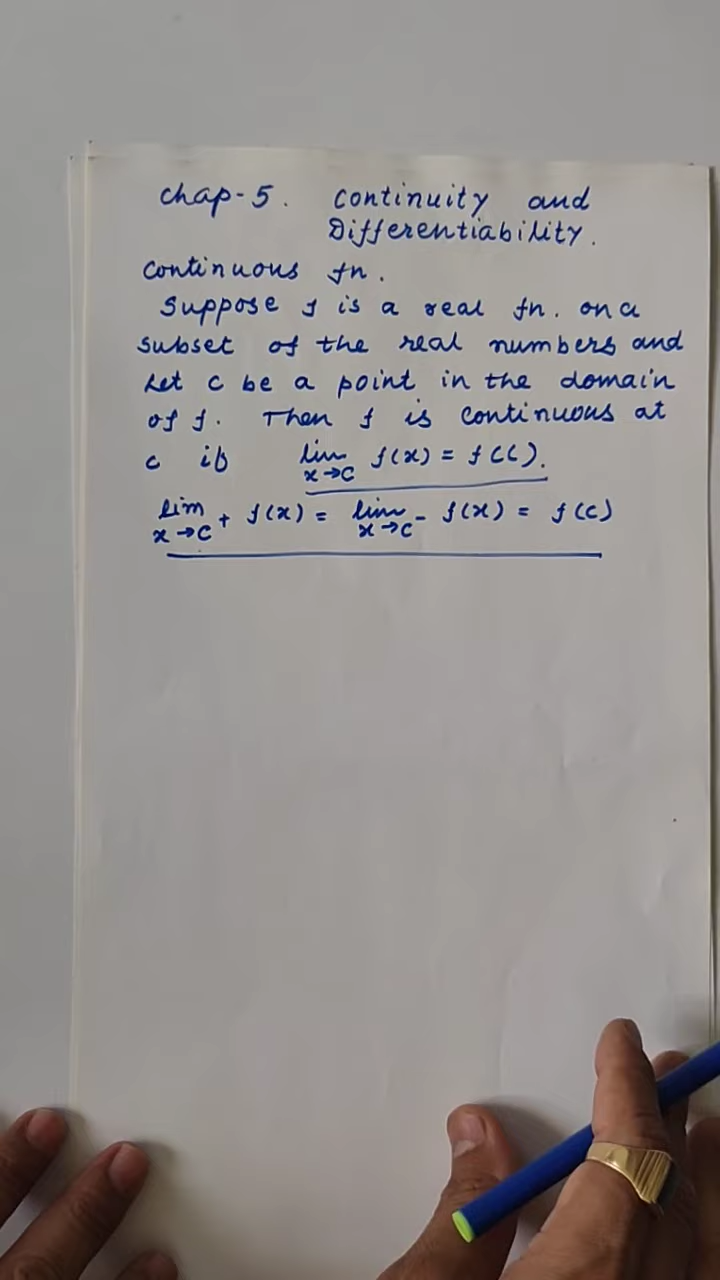 Chap-5. Continuity and
Differentiability.
Continuous fn.
Suppose f is a real fn. on a
subset of the real numbers and
Let c be a point in the domain
of f. Then f is continuous at
c if lim x→c f(x) = f(c).
lim x→c+ f(x) = lim x→c- f(x) = f(c)